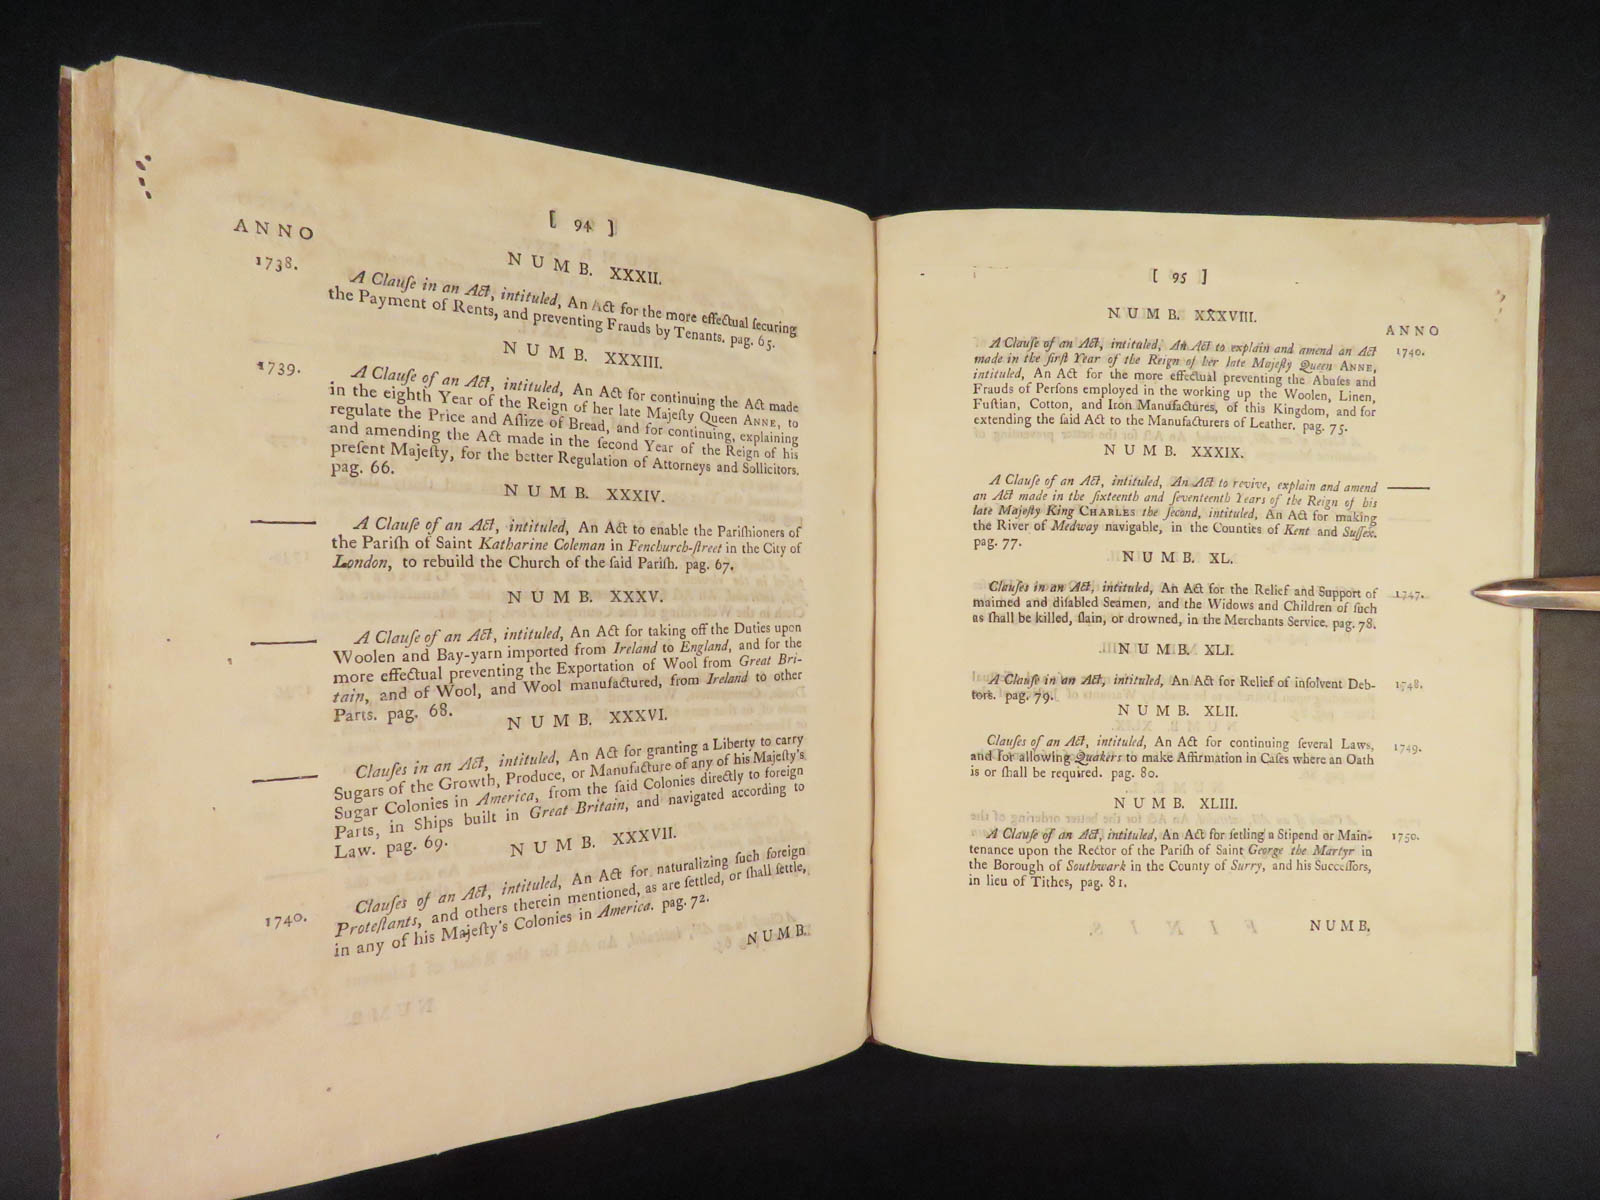 [ 94 ]
ANNO
NUMB. XXXII.
1738.
A Clauſe in an Act, intituled, An Act for the more effectual ſecuring
the Payment of Rents, and preventing Frauds by Tenants. pag. 65.
NUMB. XXXIII.
1739.
A Clauſe of an Act, intituled, An Act for continuing the Act made
in the eighth Year of the Reign of her late Majeſty Queen ANNE, to
regulate the Price and Aſſize of Bread, and for continuing, explaining
and amending the Act made in the ſecond Year of the Reign of his
preſent Majeſty, for the better Regulation of Attorneys and Sollicitors.
pag. 66.
NUMB. XXXIV.
A Clauſe of an Act, intituled, An Act to enable the Pariſhioners of
the Pariſh of Saint Katharine Coleman in Fenchurch-ſtreet in the City of
London, to rebuild the Church of the ſaid Pariſh. pag. 67.
NUMB. XXXV.
A Clauſe of an Act, intituled, An Act for taking off the Duties upon
Woolen and Bay-yarn imported from Ireland to England, and for the
more effectual preventing the Exportation of Wool from Great Bri-
tain, and of Wool, and Wool manufactured, from Ireland to other
Parts. pag. 68.
NUMB. XXXVI.
Clauſes in an Act, intituled, An Act for granting a Liberty to carry
Sugars of the Growth, Produce, or Manufacture of any of his Majeſty's
Sugar Colonies in America, from the ſaid Colonies directly to foreign
Parts, in Ships built in Great Britain, and navigated according to
Law. pag. 69.
NUMB. XXXVII.
1740.
Clauſes of an Act, intituled, An Act for naturalizing ſuch foreign
Proteſtants, and others therein mentioned, as are ſettled, or ſhall ſettle,
in any of his Majeſty's Colonies in America. pag. 72.
NUMB.
[ 95 ]
NUMB. XXXVIII.
ANNO
1740.
A Clauſe of an Act, intituled, An Act to explain and amend an Act
made in the firſt Year of the Reign of her late Majeſty Queen ANNE,
intituled, An Act for the more effectual preventing the Abuſes and
Frauds of Perſons employed in the working up the Woolen, Linen,
Fuſtian, Cotton, and Iron Manufactures, of this Kingdom, and for
extending the ſaid Act to the Manufacturers of Leather. pag. 75.
NUMB. XXXIX.
A Clauſe of an Act, intituled, An Act to revive, explain and amend
an Act made in the ſixteenth and ſeventeenth Years of the Reign of his
late Majeſty King CHARLES the ſecond, intituled, An Act for making
the River of Medway navigable, in the Counties of Kent and Suſſex.
pag. 77.
NUMB. XL.
1747.
Clauſes in an Act, intituled, An Act for the Relief and Support of
maimed and diſabled Seamen, and the Widows and Children of ſuch
as ſhall be killed, ſlain, or drowned, in the Merchants Service. pag. 78.
NUMB. XLI.
1748.
A Clauſe in an Act, intituled, An Act for Relief of inſolvent Deb-
tors. pag. 79.
NUMB. XLII.
1749.
Clauſes of an Act, intituled, An Act for continuing ſeveral Laws,
and for allowing Quakers to make Affirmation in Caſes where an Oath
is or ſhall be required. pag. 80.
NUMB. XLIII.
1750.
A Clauſe of an Act, intituled, An Act for ſetling a Stipend or Main-
tenance upon the Rector of the Pariſh of Saint George the Martyr in
the Borough of Southwark in the County of Surry, and his Succeſſors,
in lieu of Tithes, pag. 81.
NUMB.